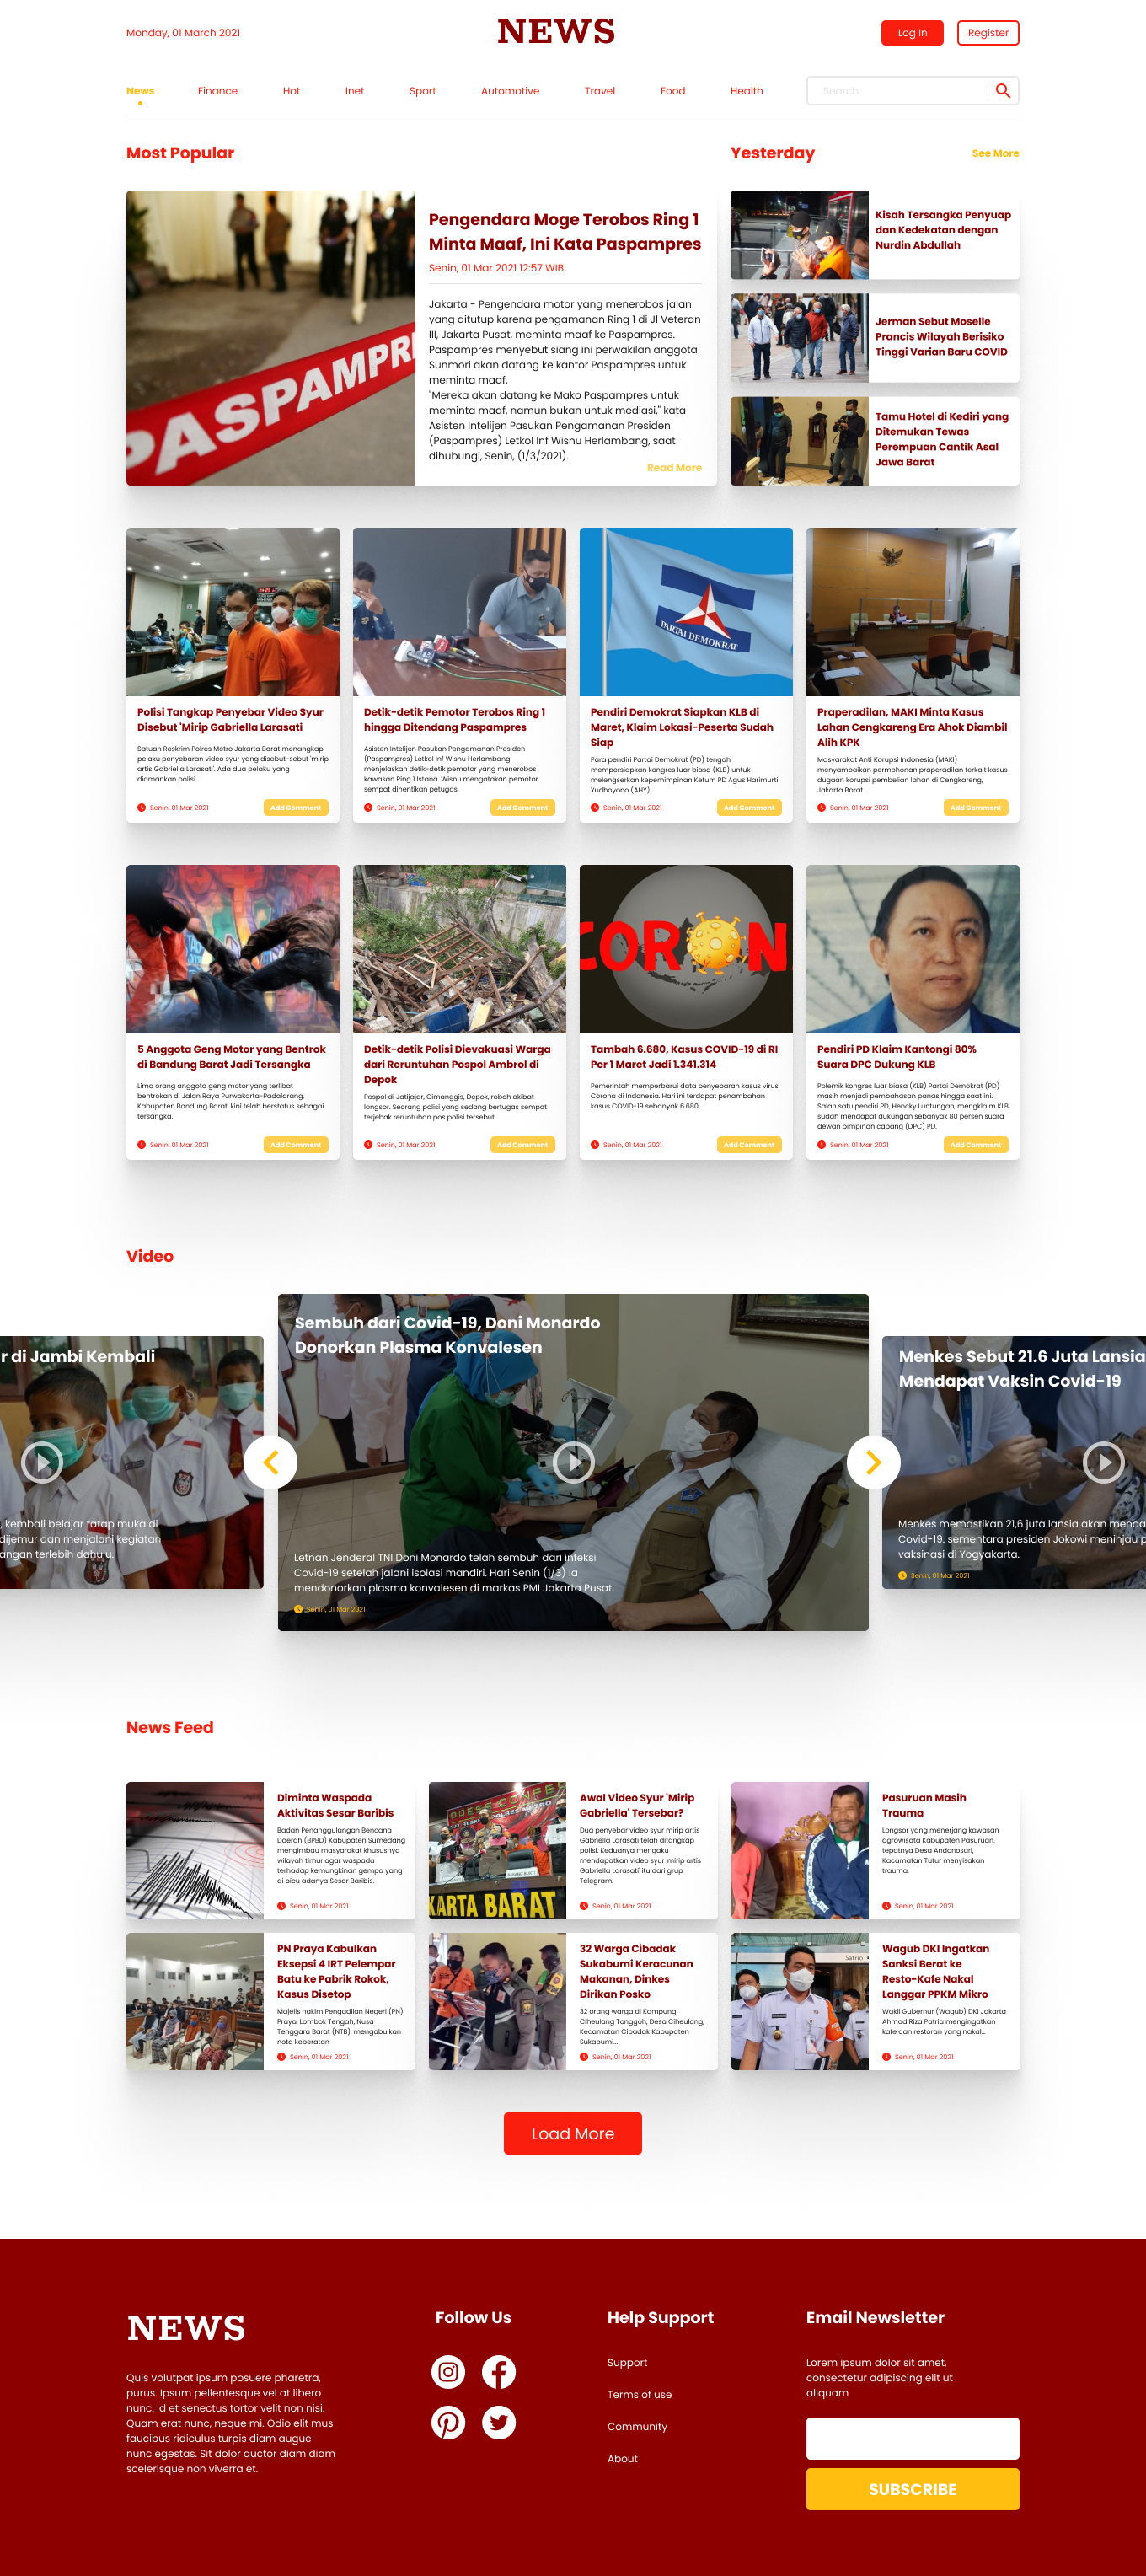 Monday, 01 March 2021
NEWS
Log In
Register
News
Finance
Hot
Inet
Sport
Automotive
Travel
Food
Health
Search
Most Popular
Yesterday
See More
PASPAMPR
Pengendara Moge Terobos Ring 1
Minta Maaf, Ini Kata Paspampres
Senin, 01 Mar 2021 12:57 WIB
Jakarta - Pengendara motor yang menerobos jalan
yang ditutup karena pengamanan Ring 1 di Jl Veteran
III, Jakarta Pusat, meminta maaf ke Paspampres.
Paspampres menyebut siang ini perwakilan anggota
Sunmori akan datang ke kantor Paspampres untuk
meminta maaf.
"Mereka akan datang ke Mako Paspampres untuk
meminta maaf, namun bukan untuk mediasi," kata
Asisten Intelijen Pasukan Pengamanan Presiden
(Paspampres) Letkol Inf Wisnu Herlambang, saat
dihubungi, Senin, (1/3/2021).
Read More
Kisah Tersangka Penyuap
dan Kedekatan dengan
Nurdin Abdullah
Jerman Sebut Moselle
Prancis Wilayah Berisiko
Tinggi Varian Baru COVID
Tamu Hotel di Kediri yang
Ditemukan Tewas
Perempuan Cantik Asal
Jawa Barat
Polisi Tangkap Penyebar Video Syur
Disebut 'Mirip Gabriella Larasati
Satuan Reskrim Polres Metro Jakarta Barat menangkap
pelaku penyebaran video syur yang disebut-sebut 'mirip
artis Gabriella Larasati'. Ada dua pelaku yang
diamankan polisi.
Senin, 01 Mar 2021
Add Comment
Detik-detik Pemotor Terobos Ring 1
hingga Ditendang Paspampres
Asisten Intelijen Pasukan Pengamanan Presiden
(Paspampres) Letkol Inf Wisnu Herlambang
menjelaskan detik-detik pemotor yang menerobos
kawasan Ring 1 Istana. Wisnu mengatakan pemotor
sempat dihentikan petugas.
Senin, 01 Mar 2021
Add Comment
PARTAI DEMOKRAT
Pendiri Demokrat Siapkan KLB di
Maret, Klaim Lokasi-Peserta Sudah
Siap
Para pendiri Partai Demokrat (PD) tengah
mempersiapkan kongres luar biasa (KLB) untuk
melengserkan kepemimpinan Ketum PD Agus Harimurti
Yudhoyono (AHY).
Senin, 01 Mar 2021
Add Comment
Praperadilan, MAKI Minta Kasus
Lahan Cengkareng Era Ahok Diambil
Alih KPK
Masyarakat Anti Korupsi Indonesia (MAKI)
menyampaikan permohonan praperadilan terkait kasus
dugaan korupsi pembelian lahan di Cengkareng,
Jakarta Barat.
Senin, 01 Mar 2021
Add Comment
5 Anggota Geng Motor yang Bentrok
di Bandung Barat Jadi Tersangka
Lima orang anggota geng motor yang terlibat
bentrokan di Jalan Raya Purwakarta-Padalarang,
Kabupaten Bandung Barat, kini telah berstatus sebagai
tersangka.
Senin, 01 Mar 2021
Add Comment
Detik-detik Polisi Dievakuasi Warga
dari Reruntuhan Pospol Ambrol di
Depok
Pospol di Jatijajar, Cimanggis, Depok, roboh akibat
longsor. Seorang polisi yang sedang bertugas sempat
terjebak reruntuhan pos polisi tersebut.
Senin, 01 Mar 2021
Add Comment
CORON
Tambah 6.680, Kasus COVID-19 di RI
Per 1 Maret Jadi 1.341.314
Pemerintah memperbarui data penyebaran kasus virus
Corona di Indonesia. Hari ini terdapat penambahan
kasus COVID-19 sebanyak 6.680.
Senin, 01 Mar 2021
Add Comment
Pendiri PD Klaim Kantongi 80%
Suara DPC Dukung KLB
Polemik kongres luar biasa (KLB) Partai Demokrat (PD)
masih menjadi pembahasan panas hingga saat ini.
Salah satu pendiri PD, Hencky Luntungan, mengklaim KLB
sudah mendapat dukungan sebanyak 80 persen suara
dewan pimpinan cabang (DPC) PD.
Senin, 01 Mar 2021
Add Comment
Video
r di Jambi Kembali
, kembali belajar tatap muka di
dijemur dan menjalani kegiatan
angan terlebih dahulu.
Sembuh dari Covid-19, Doni Monardo
Donorkan Plasma Konvalesen
Letnan Jenderal TNI Doni Monardo telah sembuh dari infeksi
Covid-19 setelah jalani isolasi mandiri. Hari Senin (1/3) Ia
mendonorkan plasma konvalesen di markas PMI Jakarta Pusat.
Senin, 01 Mar 2021
Menkes Sebut 21.6 Juta Lansia
Mendapat Vaksin Covid-19
Menkes memastikan 21,6 juta lansia akan menda
Covid-19. sementara presiden Jokowi meninjau p
vaksinasi di Yogyakarta.
Senin, 01 Mar 2021
News Feed
Diminta Waspada
Aktivitas Sesar Baribis
Badan Penanggulangan Bencana
Daerah (BPBD) Kabupaten Sumedang
mengimbau masyarakat khususnya
wilayah timur agar waspada
terhadap kemungkinan gempa yang
di picu adanya Sesar Baribis.
Senin, 01 Mar 2021
KARTA BARAT
Awal Video Syur 'Mirip
Gabriella' Tersebar?
Dua penyebar video syur mirip artis
Gabriella Larasati telah ditangkap
polisi. Keduanya mengaku
mendapatkan video syur 'mirip artis
Gabriella Larasati' itu dari grup
Telegram.
Senin, 01 Mar 2021
Pasuruan Masih
Trauma
Longsor yang menerjang kawasan
agrowisata Kabupaten Pasuruan,
tepatnya Desa Andonosari,
Kacamatan Tutur menyisakan
trauma.
Senin, 01 Mar 2021
PN Praya Kabulkan
Eksepsi 4 IRT Pelempar
Batu ke Pabrik Rokok,
Kasus Disetop
Majelis hakim Pengadilan Negeri (PN)
Praya, Lombok Tengah, Nusa
Tenggara Barat (NTB), mengabulkan
nota keberatan
Senin, 01 Mar 2021
32 Warga Cibadak
Sukabumi Keracunan
Makanan, Dinkes
Dirikan Posko
32 orang warga di Kampung
Ciheulang Tonggoh, Desa Ciheulang,
Kecamatan Cibadak Kabupaten
Sukabumi...
Senin, 01 Mar 2021
Wagub DKI Ingatkan
Sanksi Berat ke
Resto-Kafe Nakal
Langgar PPKM Mikro
Wakil Gubernur (Wagub) DKI Jakarta
Ahmad Riza Patria mengingatkan
kafe dan restoran yang nakal...
Senin, 01 Mar 2021
Load More
NEWS
Quis volutpat ipsum posuere pharetra,
purus. Ipsum pellentesque vel at libero
nunc. Id et senectus tortor velit non nisi.
Quam erat nunc, neque mi. Odio elit mus
faucibus ridiculus turpis diam augue
nunc egestas. Sit dolor auctor diam diam
scelerisque non viverra et.
Follow Us
Help Support
Support
Terms of use
Community
About
Email Newsletter
Lorem ipsum dolor sit amet,
consectetur adipiscing elit ut
aliquam
SUBSCRIBE